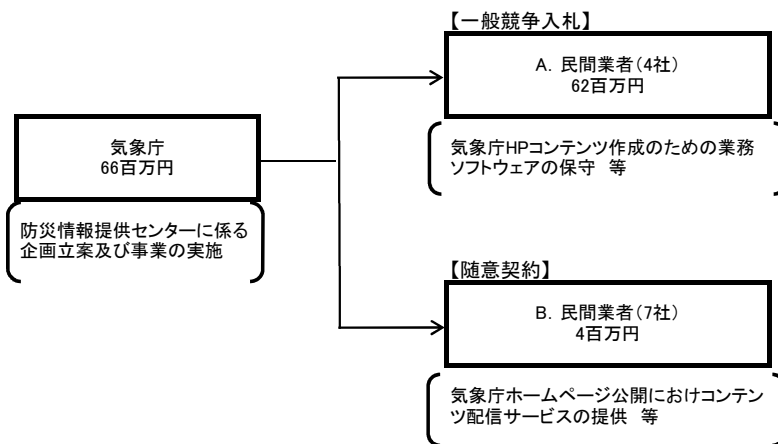 【一般競争入札】
A. 民間業者(4社)
62百万円
気象庁HPコンテンツ作成のための業務
ソフトウェアの保守 等
気象庁
66百万円
防災情報提供センターに係る
企画立案及び事業の実施
【随意契約】
B. 民間業者(7社)
4百万円
気象庁ホームページ公開におけコンテン
ツ配信サービスの提供 等